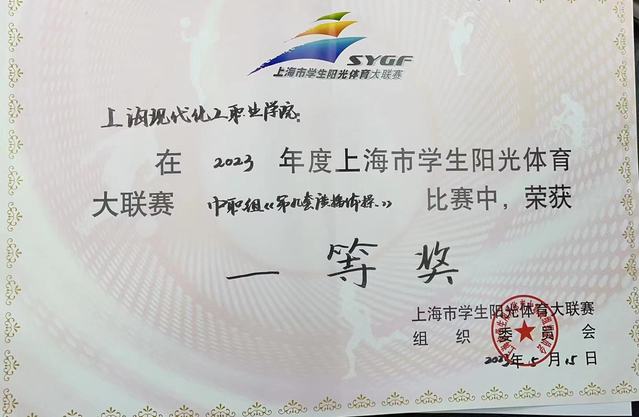 SYGF
上海市学生阳光体育大联赛
上海现代化工职业学院:
在 2023 年度上海市学生阳光体育
大联赛 中职组《第九套广播体操》 比赛中,荣获
一等奖
上海市学生阳光体育大联赛
组织委员会
2023年5月15日